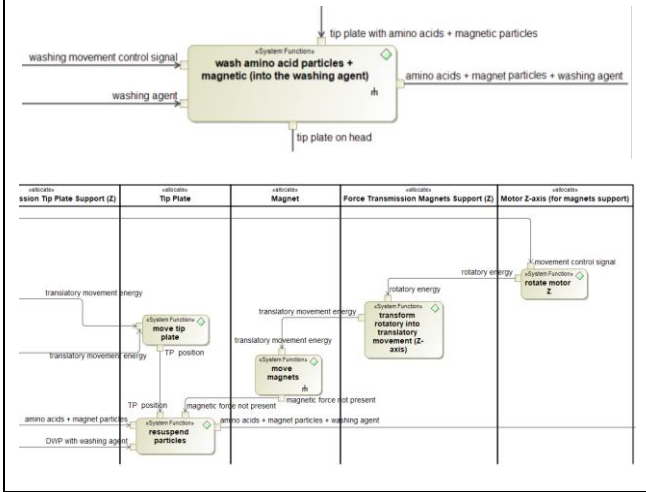 tip plate with amino acids + magnetic particles
«System Function»
washing movement control signal
wash amino acid particles +
magnetic (into the washing agent)
amino acids + magnet particles + washing agent
washing agent
tip plate on head
«allocate»
«allocate»
«allocate»
«allocate»
«allocate»
ssion Tip Plate Support (Z)
Tip Plate
Magnet
Force Transmission Magnets Support (Z)
Motor Z-axis (for magnets support)
movement control signal
rotatory energy
«System Function»
rotate motor
Z
rotatory energy
translatory movement energy
«System Function»
transform
rotatory into
translatory
movement (Z-
axis)
translatory movement energy
«System Function»
move tip
plate
translatory movement energy
TP position
translatory movement energy
«System Function»
move
magnets
TP position
magnetic force not present
magnetic force not present
amino acids + magnet particles
«System Function»
resuspend
particles
amino acids + magnet particles + washing agent
DWP with washing agent